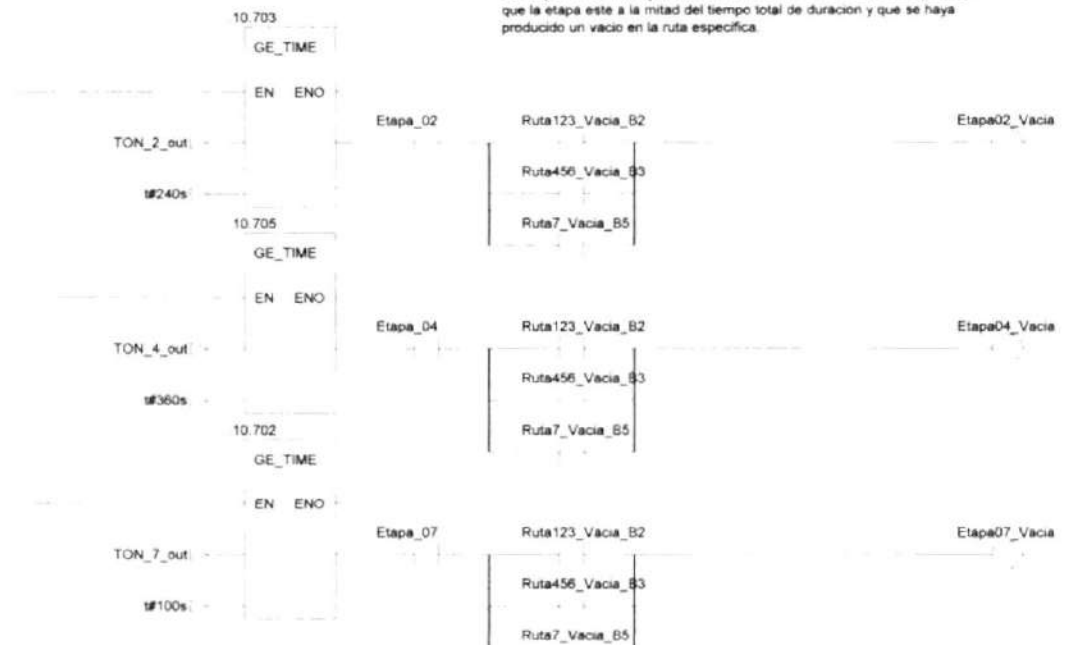 que la etapa este a la mitad del tiempo total de duracion y que se haya
producido un vacio en la ruta especifica.
10.703
GE_TIME
EN ENO
Etapa_02 Ruta123_Vacia_B2 Etapa02_Vacia
TON_2_out
Ruta456_Vacia_B3
t#240s
Ruta7_Vacia_B5
10.705
GE_TIME
EN ENO
Etapa_04 Ruta123_Vacia_B2 Etapa04_Vacia
TON_4_out
Ruta456_Vacia_B3
t#360s
Ruta7_Vacia_B5
10.702
GE_TIME
EN ENO
Etapa_07 Ruta123_Vacia_B2 Etapa07_Vacia
TON_7_out
Ruta456_Vacia_B3
t#100s
Ruta7_Vacia_B5